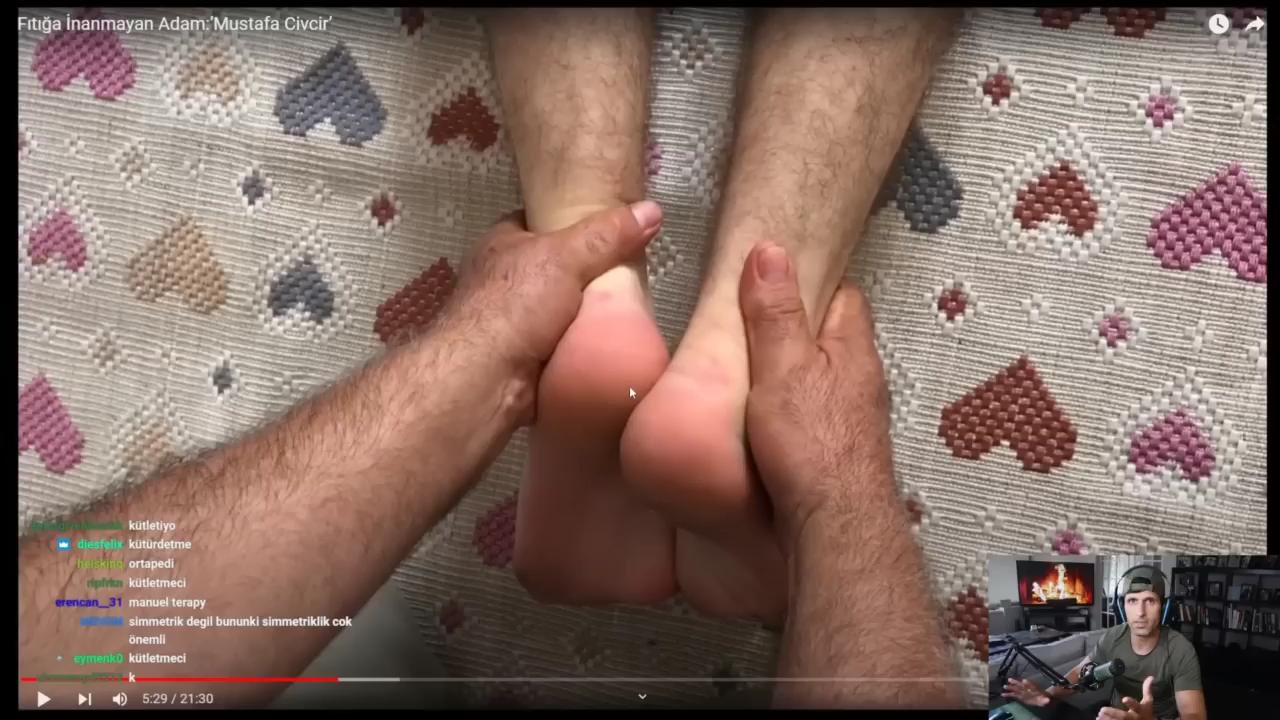 Fıtığa İnanmayan Adam:'Mustafa Civcir'
kütletiyo
diesfelix kütürdetme
heisking ortapedi
kütletmeci
erencan__31 manuel terapy
simmetrik degil bununki simmetriklik cok
önemli
eymenk0 kütletmeci
k
5:29 / 21:30